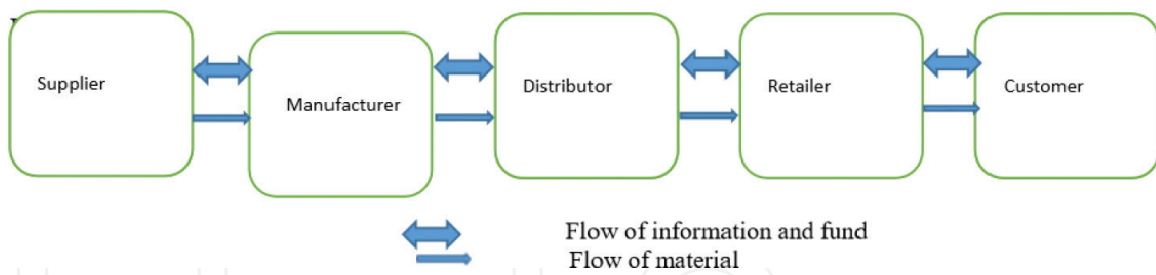 Supplier
Manufacturer
Distributor
Retailer
Customer
Flow of information and fund
Flow of material